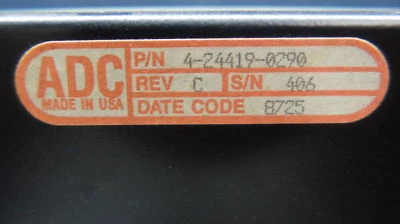 ADC
MADE IN USA
P/N 4-24419-0290
REV C S/N 406
DATE CODE 8725